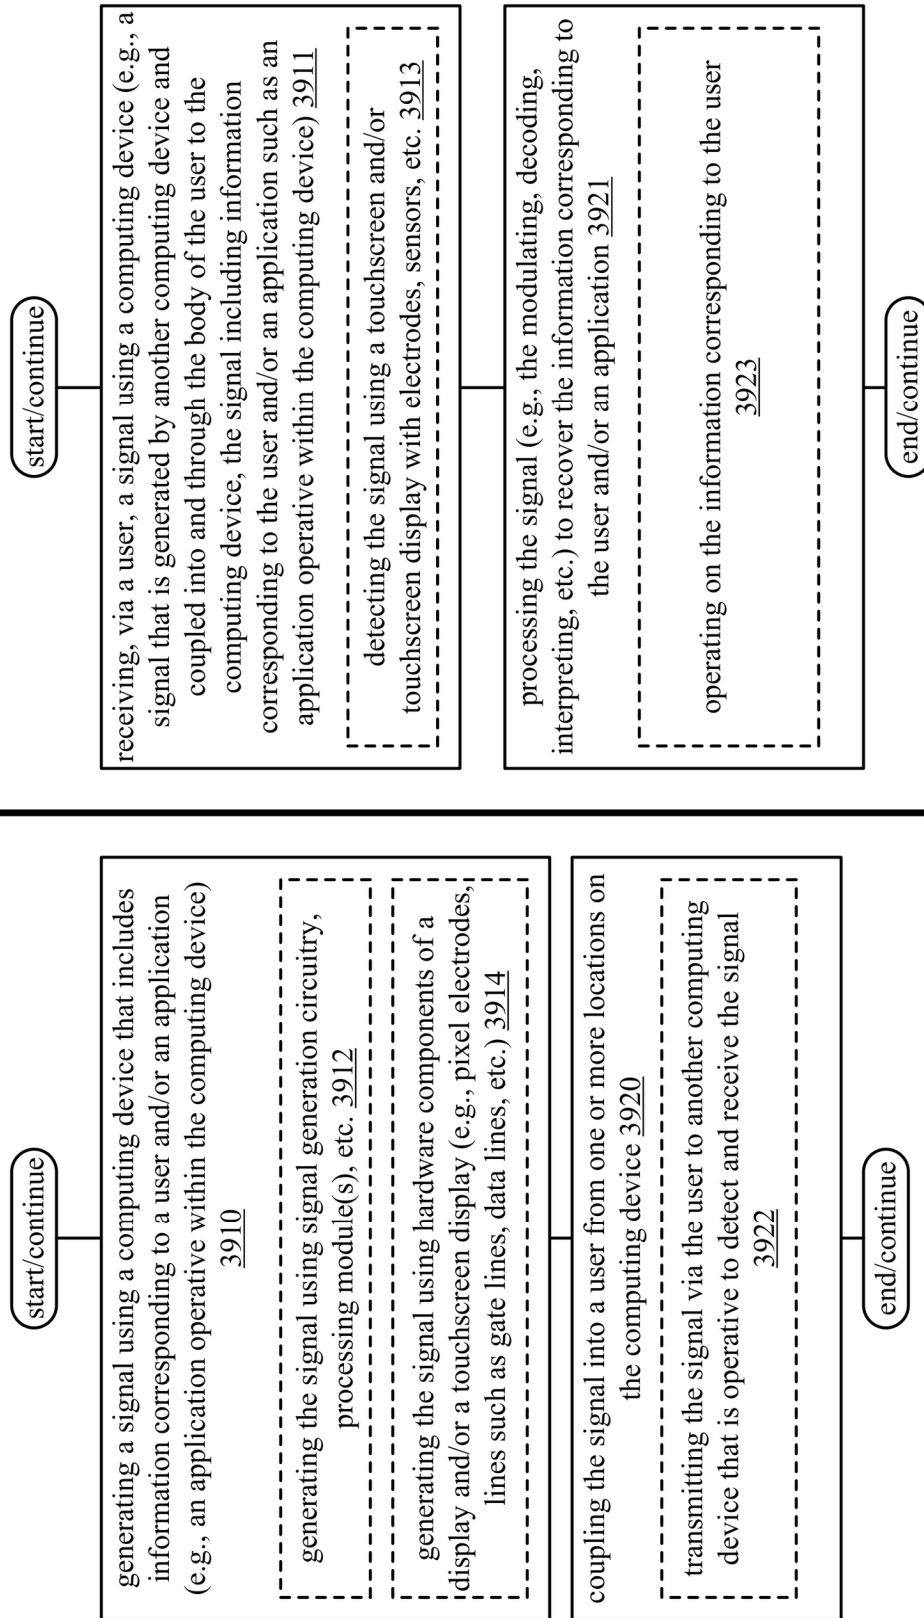 start/continue
generating a signal using a computing device that includes
information corresponding to a user and/or an application
(e.g., an application operative within the computing device)
3910
generating the signal using signal generation circuitry,
processing module(s), etc. 3912
generating the signal using hardware components of a
display and/or a touchscreen display (e.g., pixel electrodes,
lines such as gate lines, data lines, etc.) 3914
coupling the signal into a user from one or more locations on
the computing device 3920
transmitting the signal via the user to another computing
device that is operative to detect and receive the signal
3922
end/continue
start/continue
receiving, via a user, a signal using a computing device (e.g., a
signal that is generated by another computing device and
coupled into and through the body of the user to the
computing device, the signal including information
corresponding to the user and/or an application such as an
application operative within the computing device) 3911
detecting the signal using a touchscreen and/or
touchscreen display with electrodes, sensors, etc. 3913
processing the signal (e.g., the modulating, decoding,
interpreting, etc.) to recover the information corresponding to
the user and/or an application 3921
operating on the information corresponding to the user
3923
end/continue